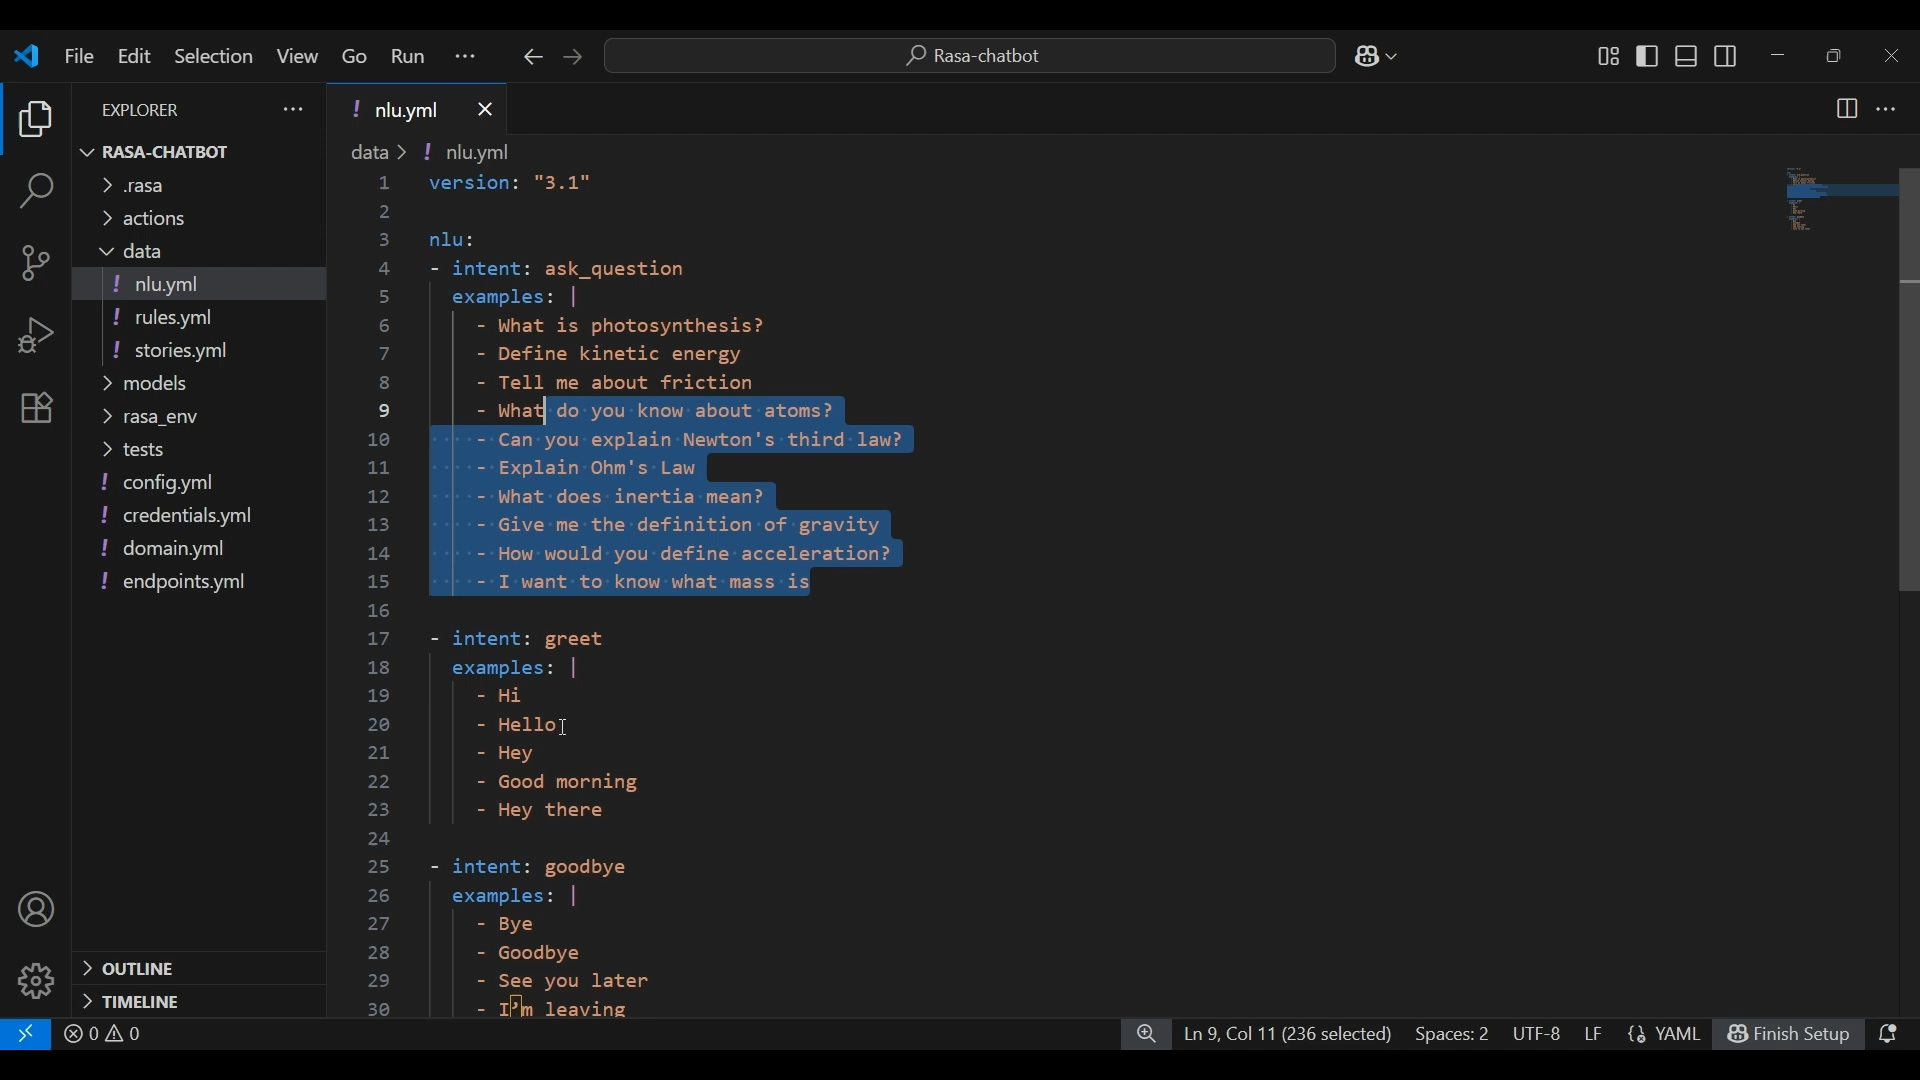 File Edit Selection View Go Run ··· ← → Rasa-chatbot
EXPLORER ···
! nlu.yml ×
data > ! nlu.yml
RASA-CHATBOT
.rasa
actions
data
! nlu.yml
! rules.yml
! stories.yml
models
rasa_env
tests
! config.yml
! credentials.yml
! domain.yml
! endpoints.yml
OUTLINE
TIMELINE
1 version: "3.1"
2
3 nlu:
4 - intent: ask_question
5 examples: |
6 - What is photosynthesis?
7 - Define kinetic energy
8 - Tell me about friction
9 - What do you know about atoms?
10 - Can you explain Newton's third law?
11 - Explain Ohm's Law
12 - What does inertia mean?
13 - Give me the definition of gravity
14 - How would you define acceleration?
15 - I want to know what mass is
16
17 - intent: greet
18 examples: |
19 - Hi
20 - Hello
21 - Hey
22 - Good morning
23 - Hey there
24
25 - intent: goodbye
26 examples: |
27 - Bye
28 - Goodbye
29 - See you later
30 - I’m leaving
0 0 Ln 9, Col 11 (236 selected) Spaces: 2 UTF-8 LF YAML Finish Setup